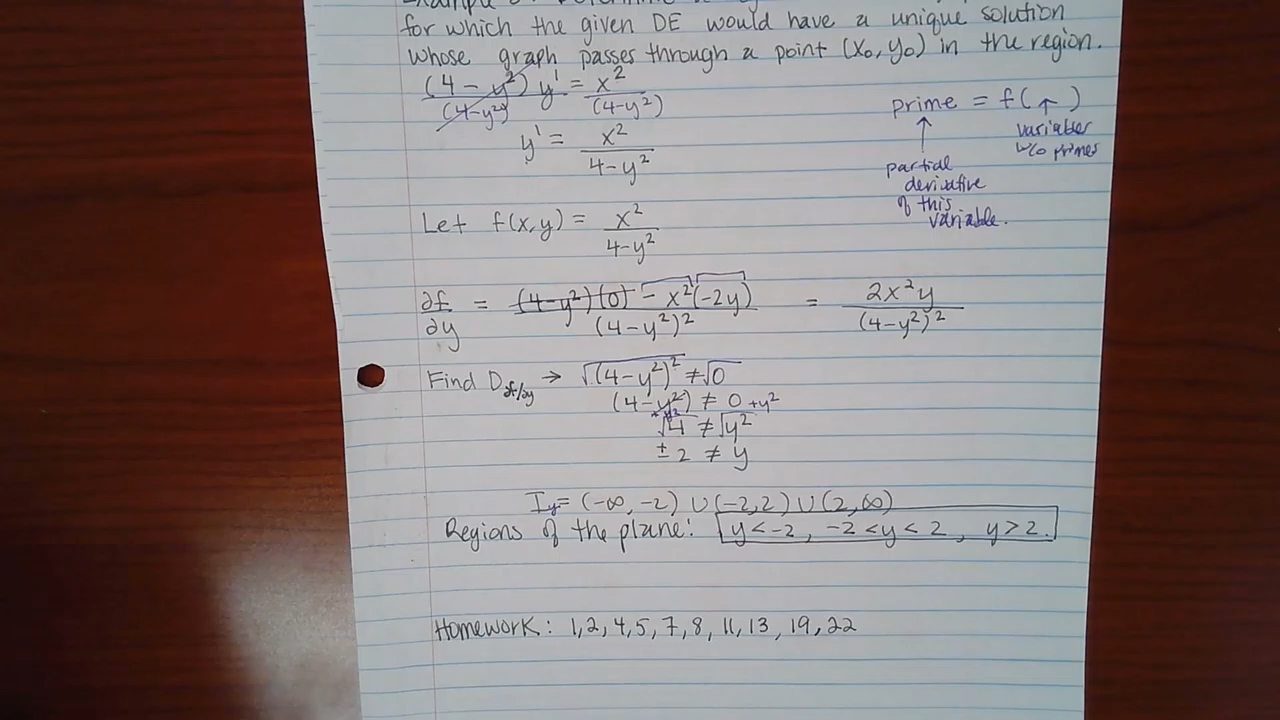 for which the given DE would have a unique solution
whose graph passes through a point (x₀, y₀) in the region.
(4 - y²) y' = x²
(4-y²) (4-y²)
y' = x²
4-y²
prime = f(↑)
variables
w/o primes
partial
derivative
of this
variable.
Let f(x,y) = x²
4-y²
∂f = (4-y²)(0) - x²(-2y) = 2x²y
∂y (4-y²)² (4-y²)²
Find D∂f/∂y → √(4-y²)² ≠ √0
(4-y²) ≠ 0 +y²
√4 ≠ √y²
± 2 ≠ y
Iy = (-∞, -2) ∪ (-2,2) ∪ (2,∞)
Regions of the plane: y<-2, -2<y<2, y>2.
Homework: 1,2,4,5,7,8,11,13,19,22